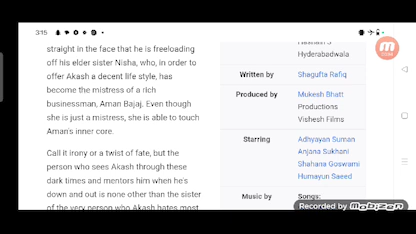 3:15
straight in the face that he is freeloading
off his elder sister Nisha, who, in order to
offer Akash a decent life style, has
become the mistress of a rich
businessman, Aman Bajaj. Even though
she is just a mistress, she is able to touch
Aman's inner core.
Call it irony or a twist of fate, but the
person who sees Akash through these
dark times and mentors him when he's
down and out is none other than the sister
of the very person who Akash hates most
Hyderabadwala
Written by Shagufta Rafiq
Produced by Mukesh Bhatt
Productions
Vishesh Films
Starring Adhyayan Suman
Anjana Sukhani
Shahana Goswami
Humayun Saeed
Music by Songs:
Recorded by mobizen